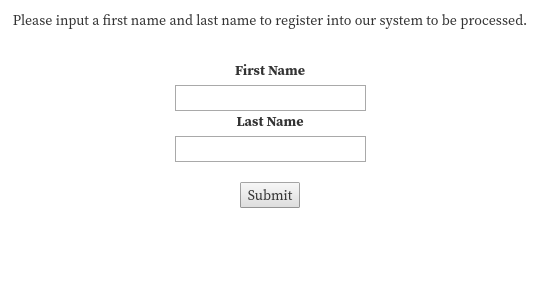 Please input a first name and last name to register into our system to be processed.
First Name
Last Name
Submit